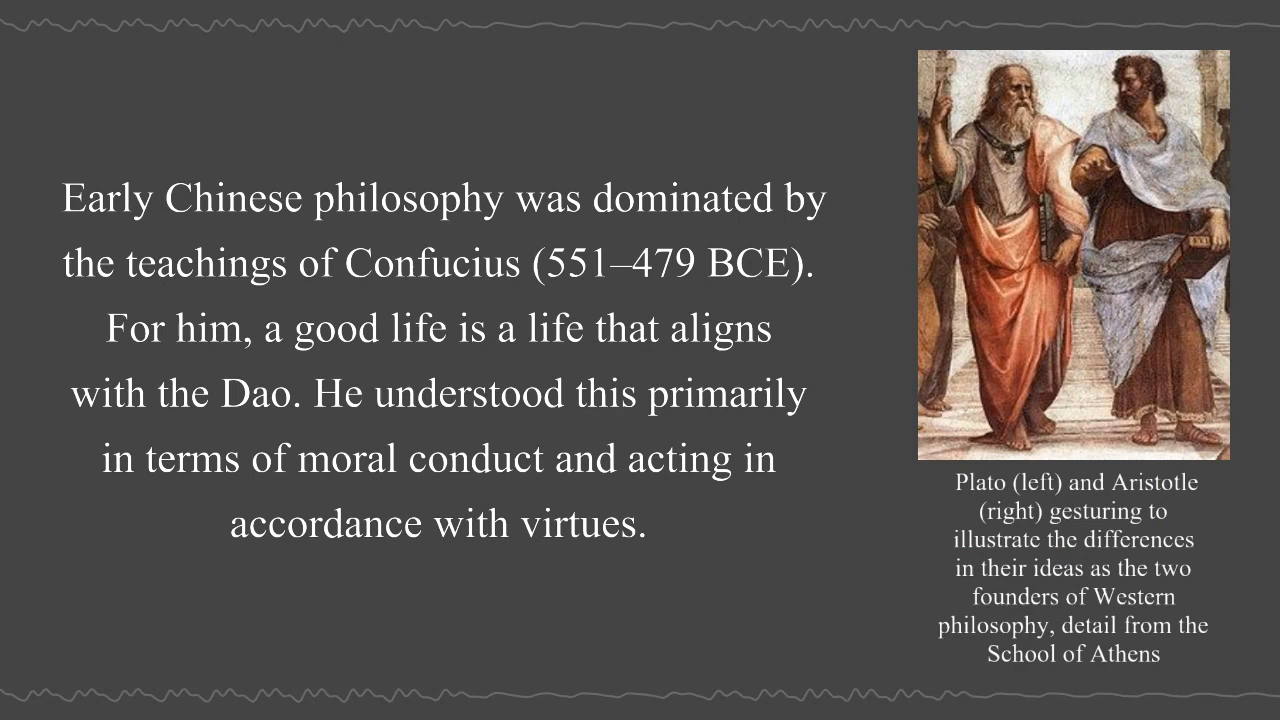 Early Chinese philosophy was dominated by
the teachings of Confucius (551–479 BCE).
For him, a good life is a life that aligns
with the Dao. He understood this primarily
in terms of moral conduct and acting in
accordance with virtues.
Plato (left) and Aristotle
(right) gesturing to
illustrate the differences
in their ideas as the two
founders of Western
philosophy, detail from the
School of Athens